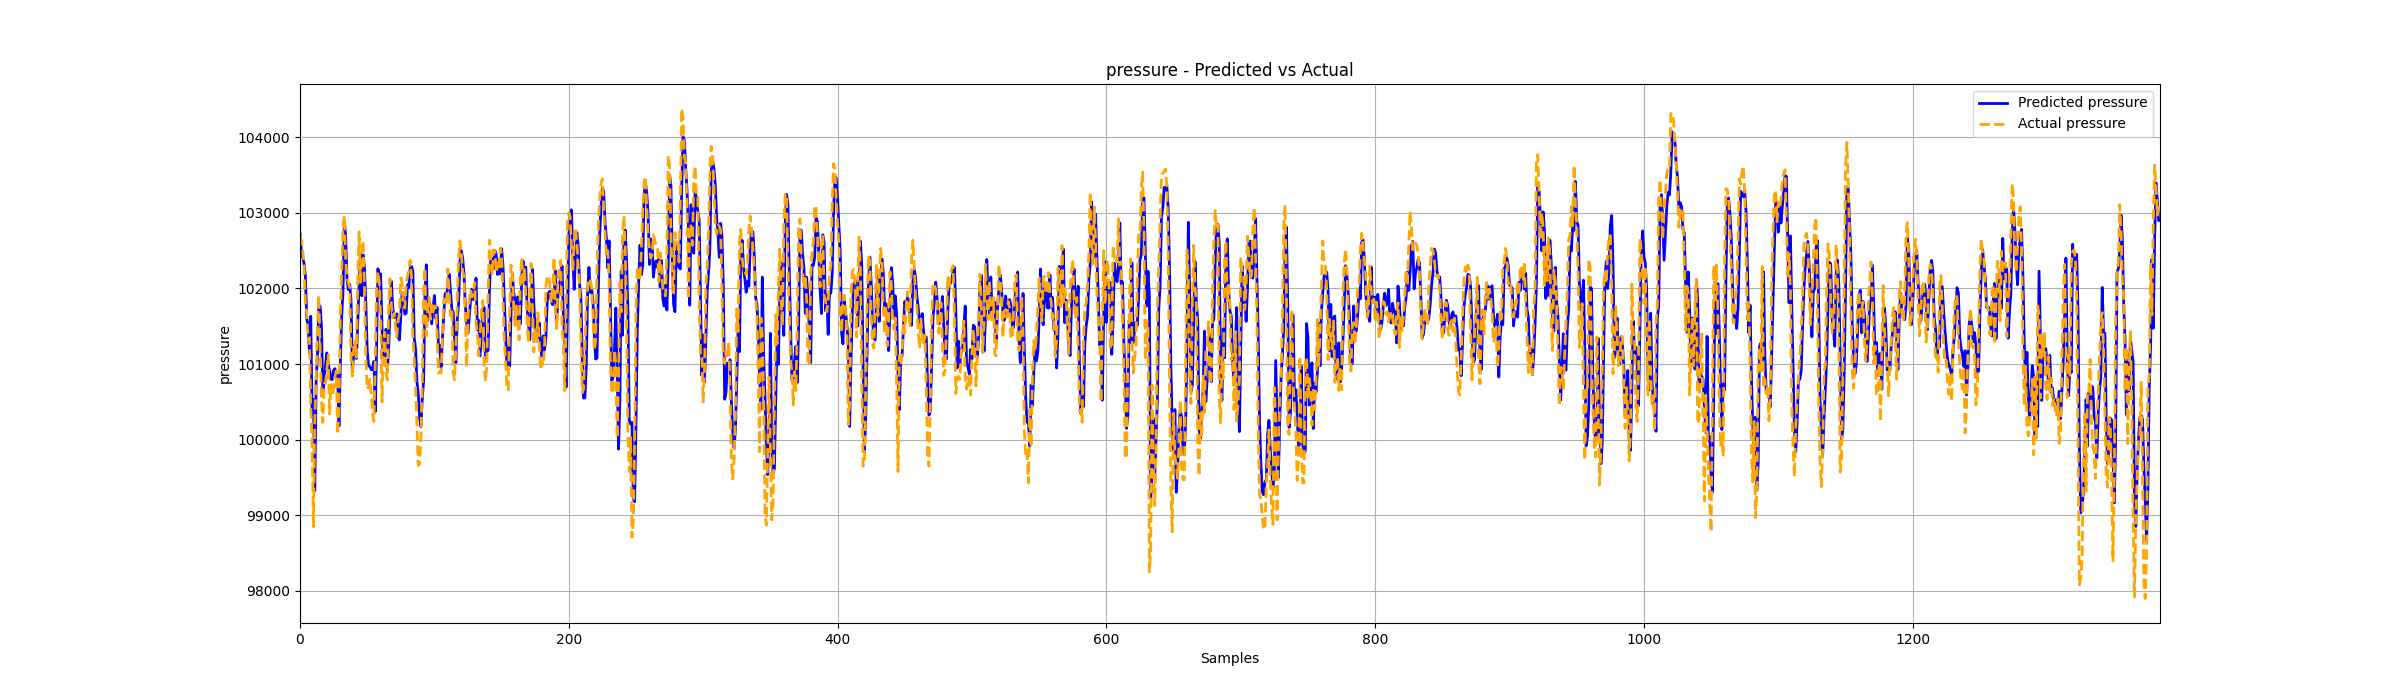 pressure - Predicted vs Actual
Predicted pressure
Actual pressure
104000
103000
102000
101000
100000
99000
98000
pressure
0
200
400
600
800
1000
1200
Samples